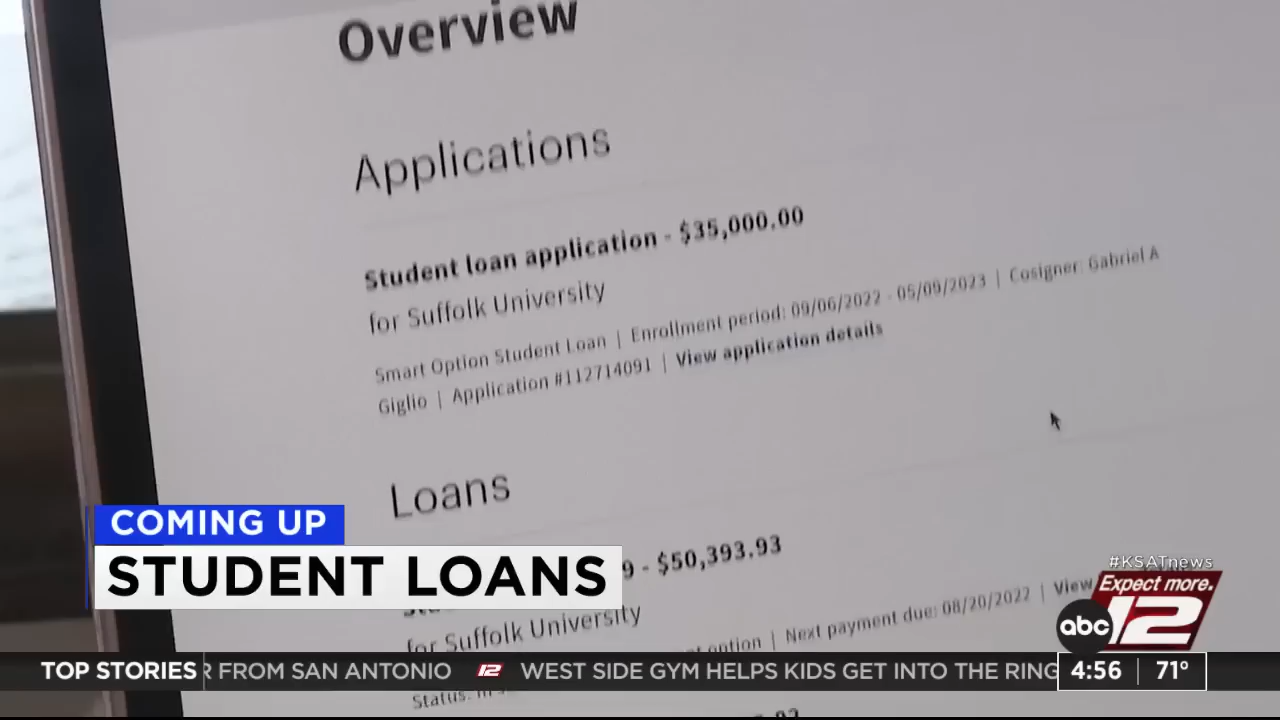 Overview
Applications
Student loan application - $35,000.00
for Suffolk University
Smart Option Student Loan | Enrollment period: 09/06/2022 - 05/09/2023 | Cosigner: Gabriel A
Giglio | Application #112714091 | View application details
Loans
9 - $50,393.93
for Suffolk University
option | Next payment due: 08/20/2022 | View
Status:
COMING UP
STUDENT LOANS
#KSATnews
Expect more.
abc 12
TOP STORIES R FROM SAN ANTONIO 12 WEST SIDE GYM HELPS KIDS GET INTO THE RING
4:56 71°